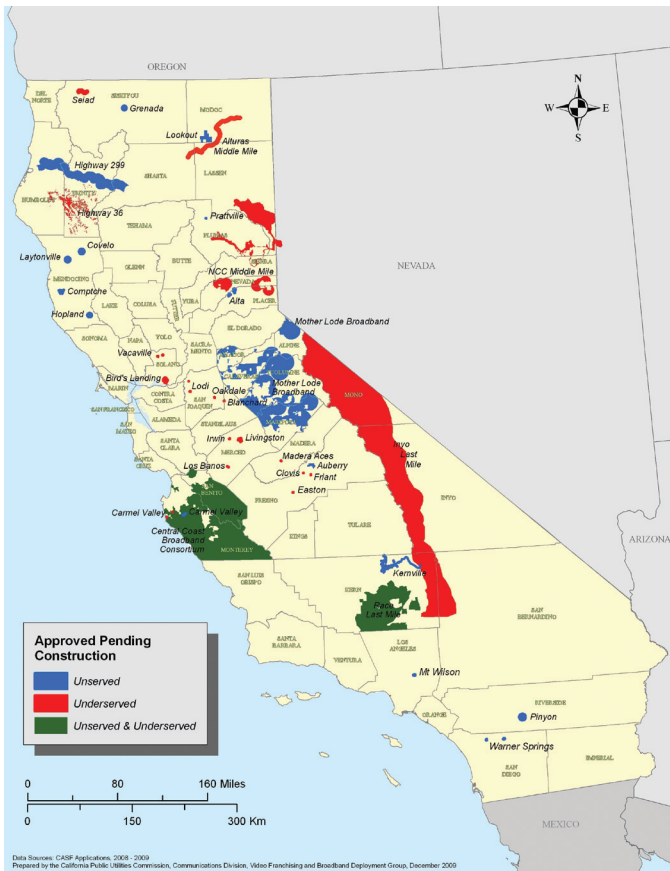 OREGON
N
W
E
S
DEL
NORTE
SISKIYOU
MODOC
Seiad
Grenada
Lookout
Alturas
Middle Mile
Highway 299
SHASTA
LASSEN
HUMBOLDT
TRINITY
Highway 36
TEHAMA
Prattville
PLUMAS
NEVADA
Covelo
Laytonville
BUTTE
GLENN
SIERRA
NCC Middle Mile
NEVADA
MENDOCINO
Comptche
LAKE
COLUSA
SUTTER
YUBA
Alta
PLACER
Hopland
EL DORADO
Mother Lode Broadband
SONOMA
NAPA
YOLO
SACRA-
MENTO
ALPINE
Vacaville
SOLANO
AMADOR
CALAVERAS
TUOLUMNE
Bird's Landing
MARIN
Lodi
Mother Lode
Broadband
MONO
CONTRA
COSTA
SAN
JOAQUIN
Oakdale
Blanchard
SAN FRANCISCO
ALAMEDA
STANISLAUS
MARIPOSA
SAN
MATEO
SANTA
CLARA
Irwin
Livingston
MADERA
Inyo
Last
Mile
MERCED
SANTA
CRUZ
Los Banos
Madera Aces
Auberry
Clovis
Friant
Easton
SAN
BENITO
FRESNO
INYO
Carmel Valley
Carmel Valley
Central Coast
Broadband
Consortium
MONTEREY
KINGS
TULARE
ARIZONA
Kernville
SAN LUIS
OBISPO
KERN
Paca
Last Mile
SAN
BERNARDINO
SANTA
BARBARA
VENTURA
LOS
ANGELES
Mt Wilson
ORANGE
RIVERSIDE
Pinyon
Warner Springs
SAN
DIEGO
IMPERIAL
MEXICO
Approved Pending
Construction
Unserved
Underserved
Unserved & Underserved
0
80
160 Miles
0
150
300 Km
Data Sources: CASF Applications, 2008 - 2009
Prepared by the California Public Utilities Commission, Communications Division, Video Franchising and Broadband Deployment Group, December 2009